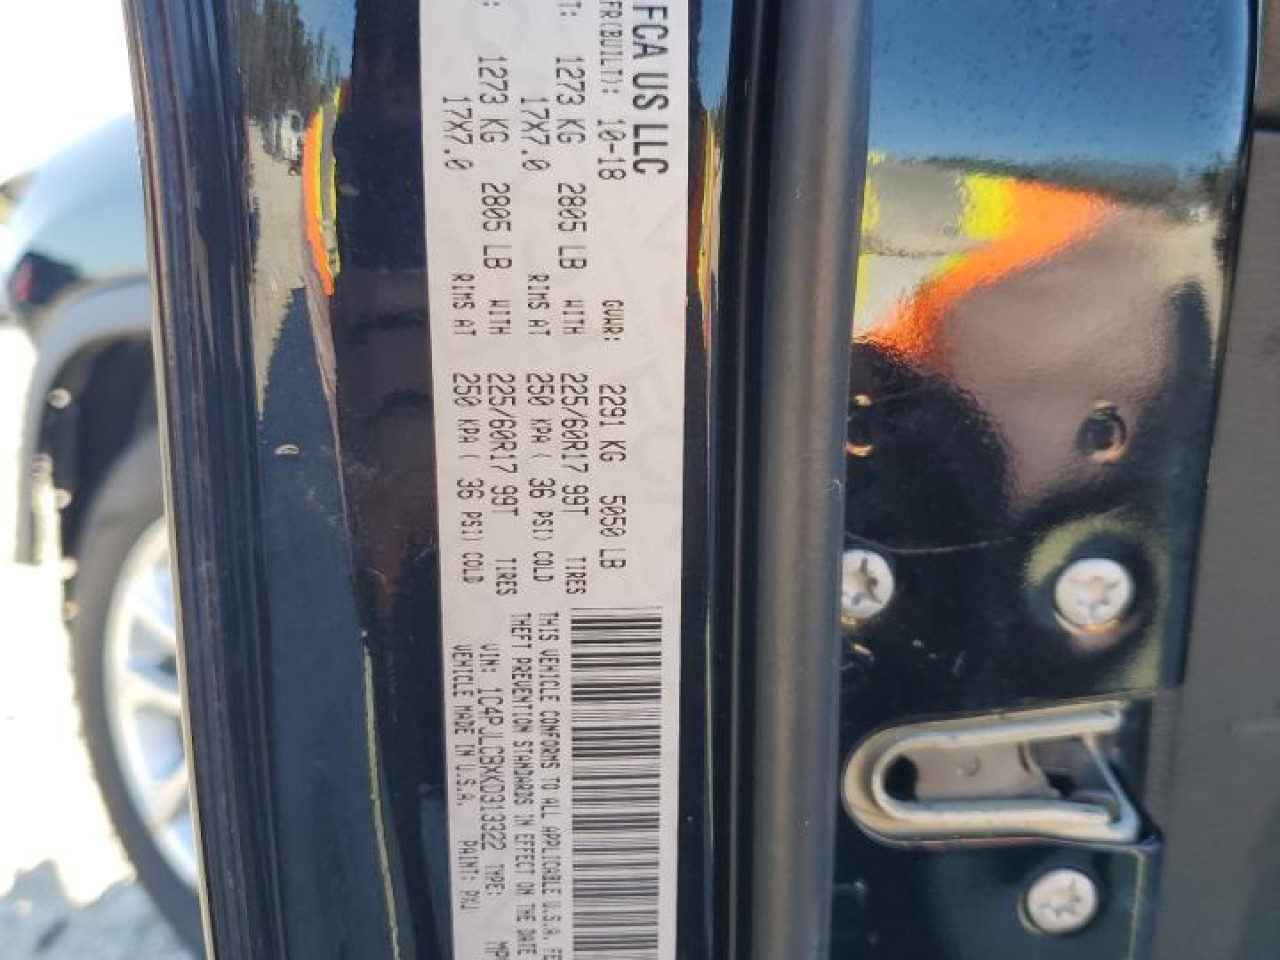 FCA US LLC
FR(BUILT): 10-18 GVWR: 2291 KG 5050 LB
T: 1273 KG 2805 LB WITH 225/60R17 99T TIRES
17X7.0 RIMS AT 250 KPA( 36 PSI) COLD
: 1273 KG 2805 LB WITH 225/60R17 99T TIRES
17X7.0 RIMS AT 250 KPA( 36 PSI) COLD
THIS VEHICLE CONFORMS TO ALL APPLICABLE U.S.A. FE
THEFT PREVENTION STANDARDS IN EFFECT ON THE DATE
VIN: 1C4PJLCBXKD313322 TYPE: MP
VEHICLE MADE IN U.S.A. PAINT: PXJ